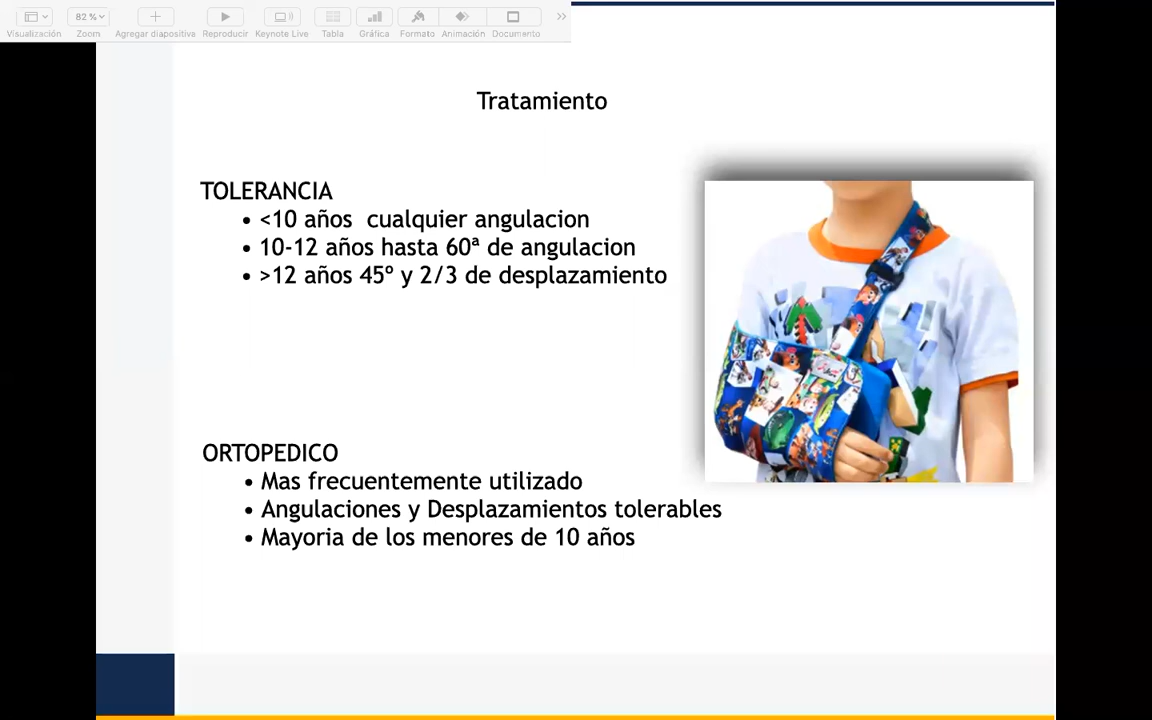 82 %
Visualización
Zoom
Agregar diapositiva
Reproducir
Keynote Live
Tabla
Gráfica
Formato
Animación
Documento
Tratamiento
TOLERANCIA
• <10 años cualquier angulacion
• 10-12 años hasta 60ª de angulacion
• >12 años 45º y 2/3 de desplazamiento
ORTOPEDICO
• Mas frecuentemente utilizado
• Angulaciones y Desplazamientos tolerables
• Mayoria de los menores de 10 años